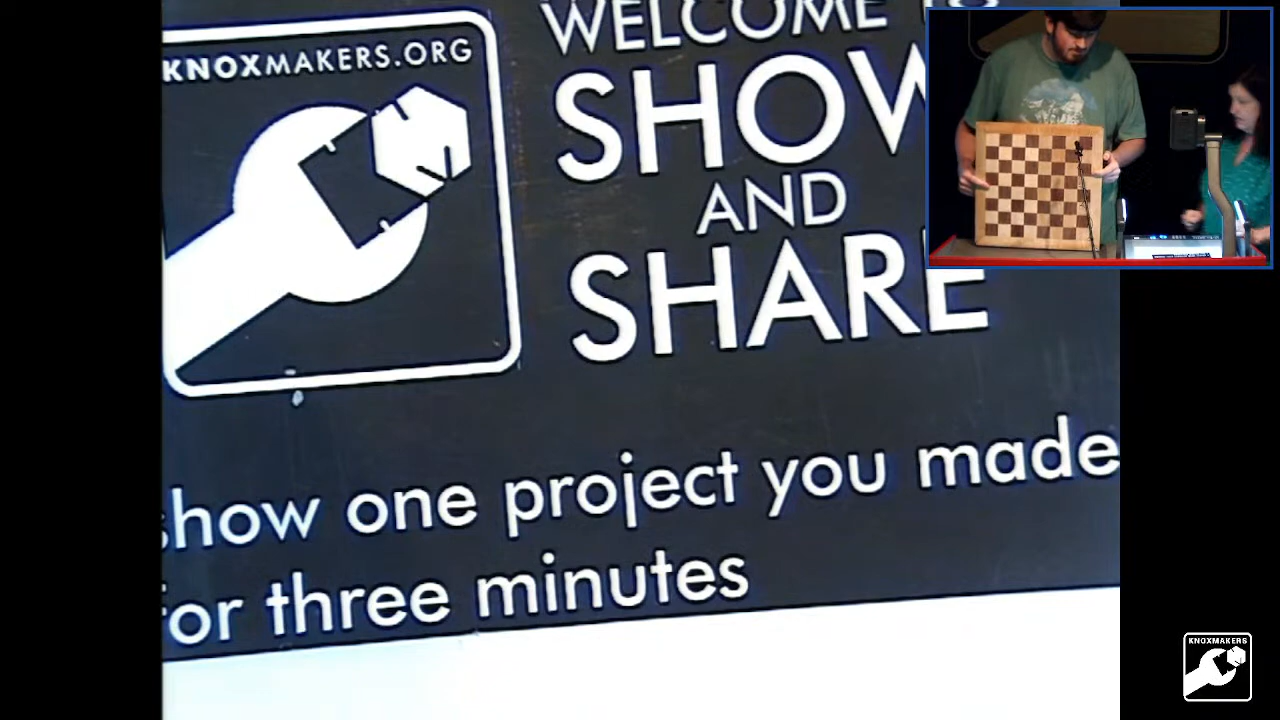 KNOXMAKERS.ORG
WELCOME
SHOW
AND
SHARE
show one project you made
for three minutes
KNOXMAKERS